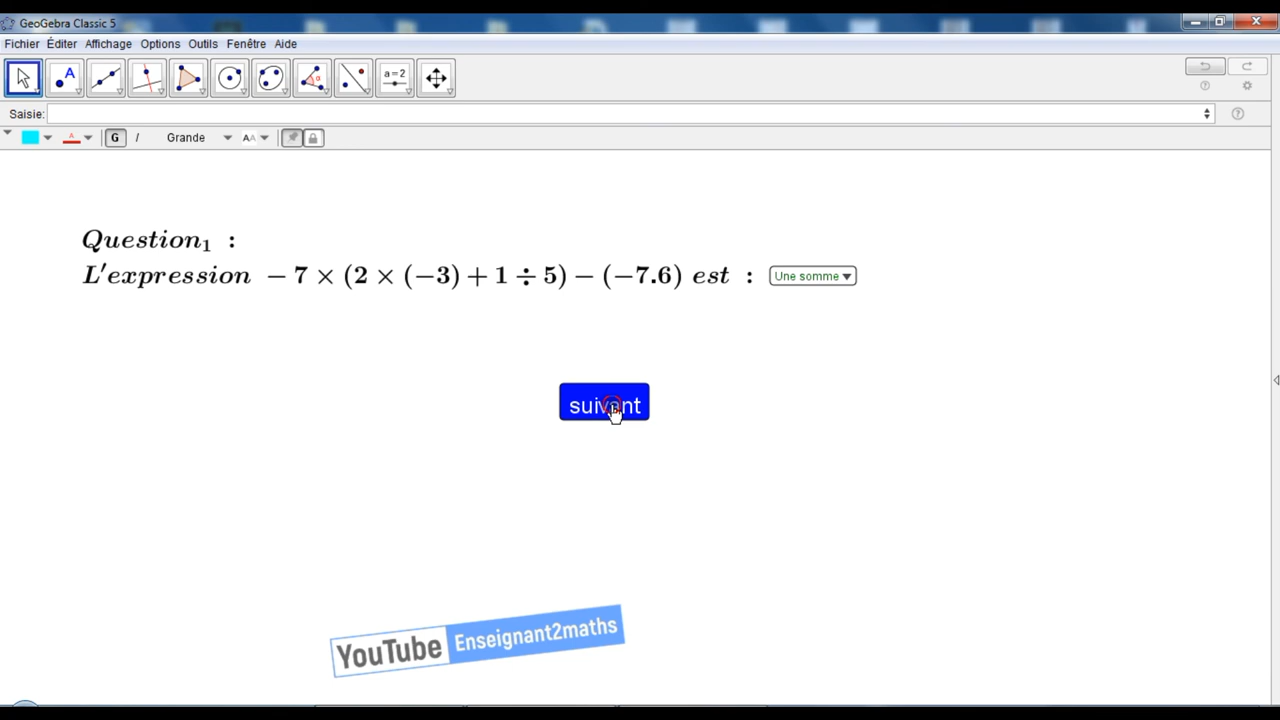 GeoGebra Classic 5
Fichier Éditer Affichage Options Outils Fenêtre Aide
A α a=2
Saisie:
A G I Grande AA
Question₁ :
L'expression − 7 × (2 × (−3) + 1 ÷ 5) − (−7.6) est : Une somme
suivant
YouTube Enseignant2maths